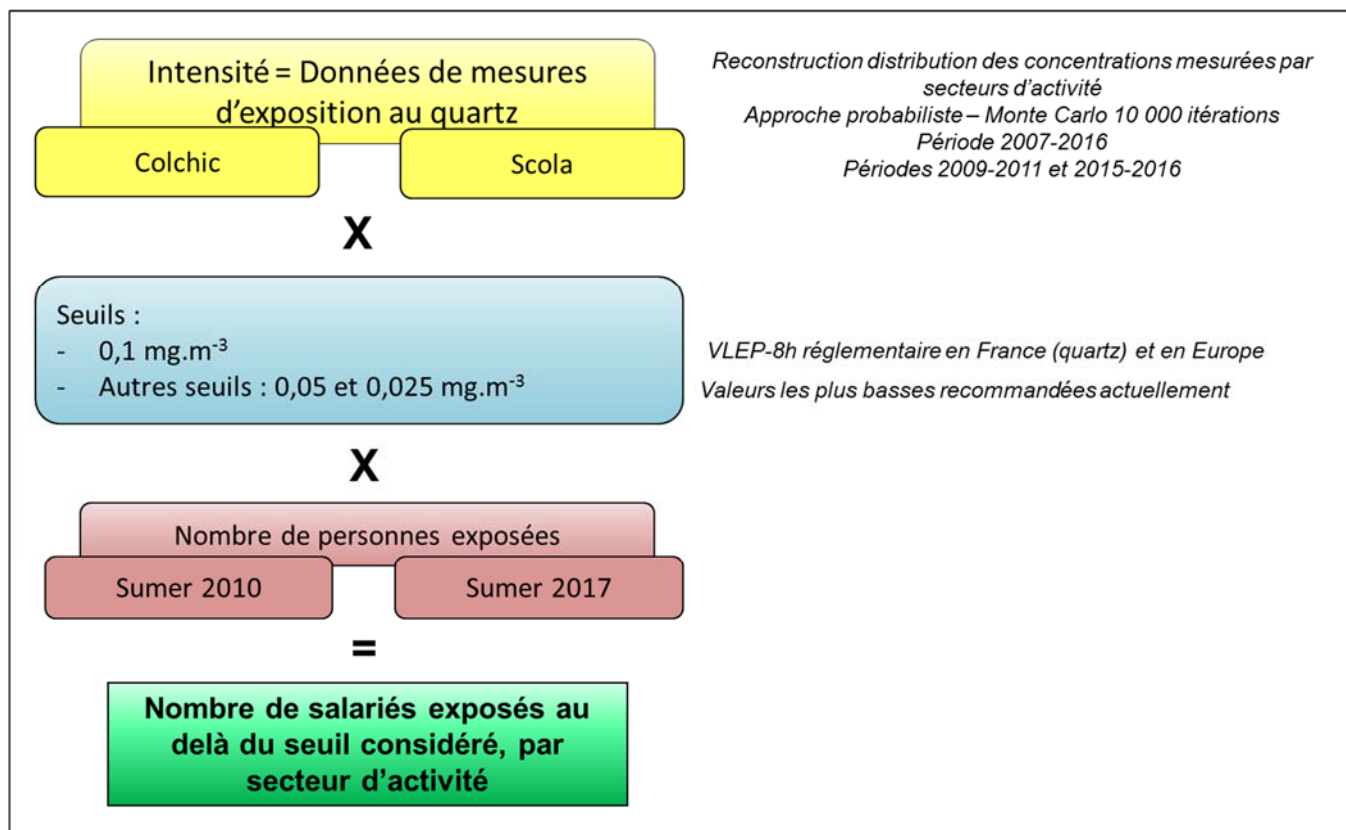 Intensité = Données de mesures
d'exposition au quartz
Colchic
Scola
Reconstruction distribution des concentrations mesurées par
secteurs d'activité
Approche probabiliste – Monte Carlo 10 000 itérations
Période 2007-2016
Périodes 2009-2011 et 2015-2016
X
Seuils :
- 0,1 mg.m-3
- Autres seuils : 0,05 et 0,025 mg.m-3
VLEP-8h réglementaire en France (quartz) et en Europe
Valeurs les plus basses recommandées actuellement
X
Nombre de personnes exposées
Sumer 2010
Sumer 2017
=
Nombre de salariés exposés au
delà du seuil considéré, par
secteur d'activité